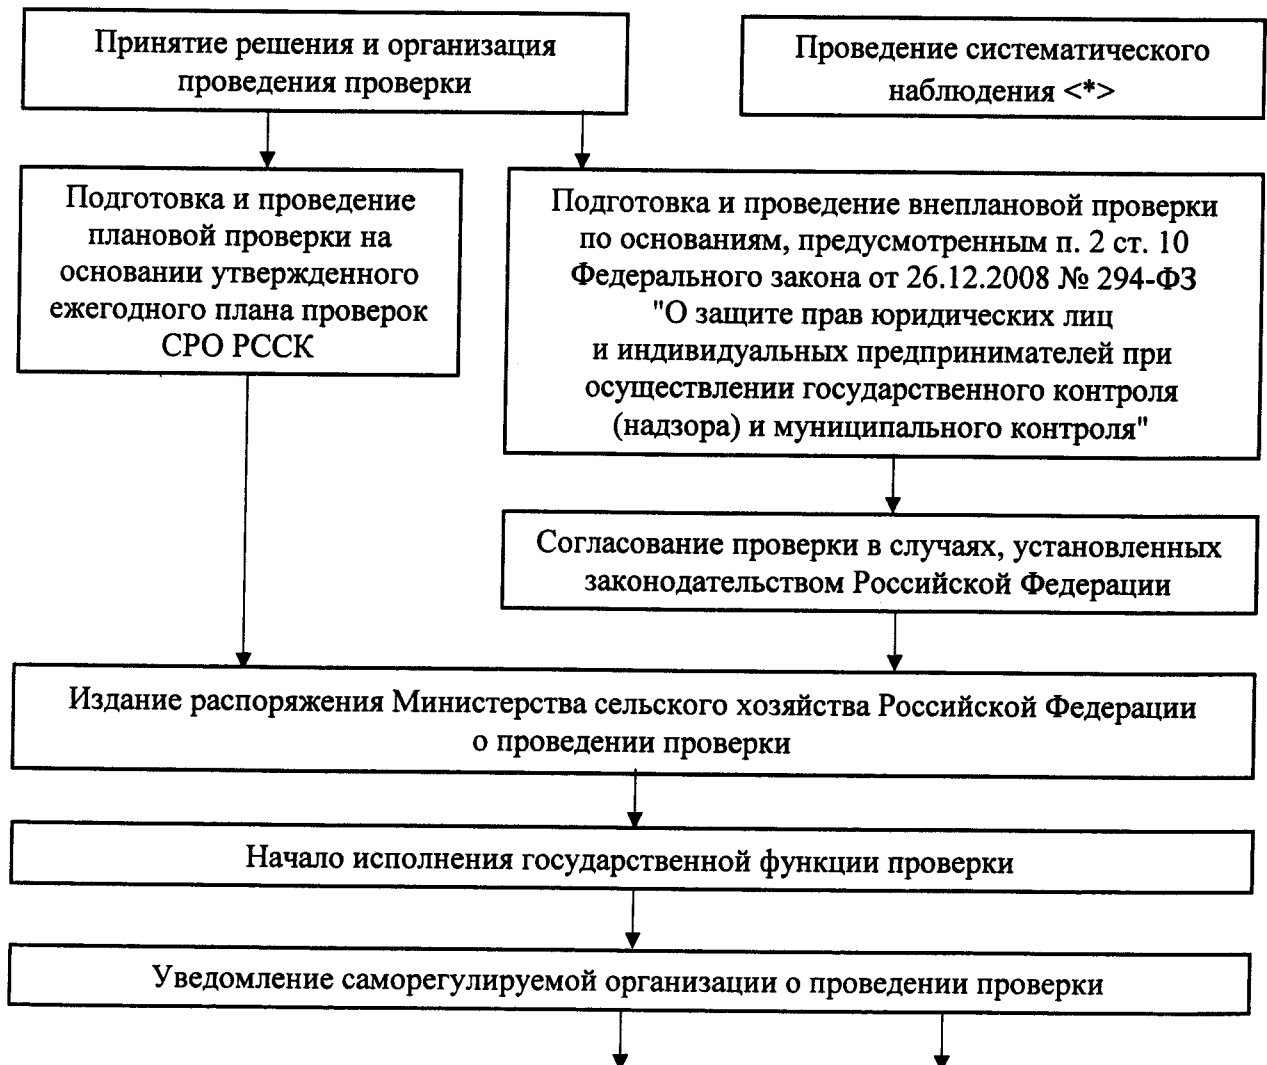 Принятие решения и организация
проведения проверки
Проведение систематического
наблюдения <*>
Подготовка и проведение
плановой проверки на
основании утвержденного
ежегодного плана проверок
СРО РССК
Подготовка и проведение внеплановой проверки
по основаниям, предусмотренным п. 2 ст. 10
Федерального закона от 26.12.2008 № 294-ФЗ
"О защите прав юридических лиц
и индивидуальных предпринимателей при
осуществлении государственного контроля
(надзора) и муниципального контроля"
Согласование проверки в случаях, установленных
законодательством Российской Федерации
Издание распоряжения Министерства сельского хозяйства Российской Федерации
о проведении проверки
Начало исполнения государственной функции проверки
Уведомление саморегулируемой организации о проведении проверки